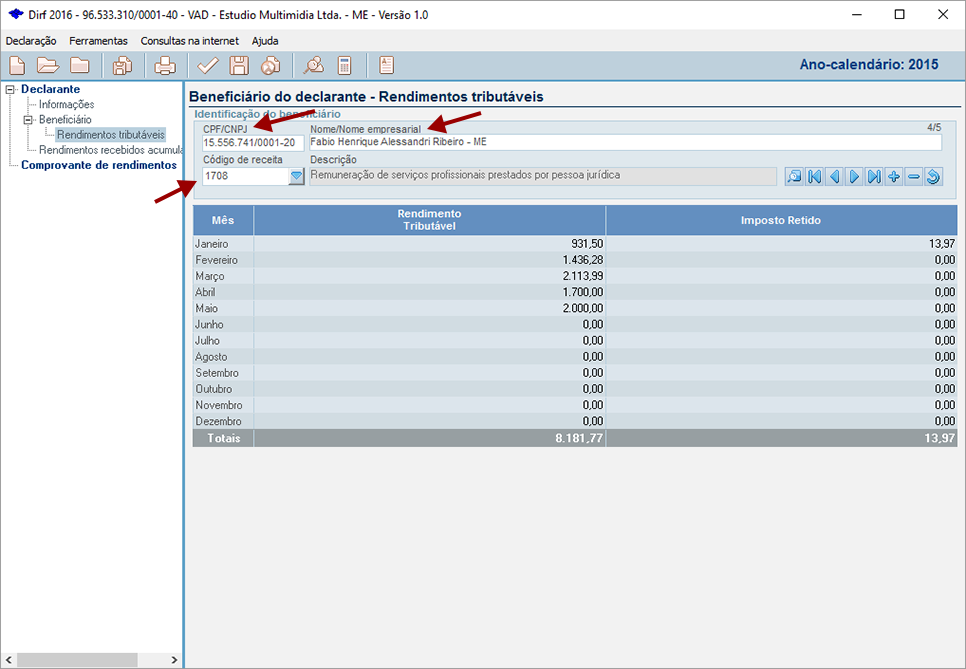 Dirf 2016 - 96.533.310/0001-40 - VAD - Estudio Multimidia Ltda. - ME - Versão 1.0
Declaração Ferramentas Consultas na internet Ajuda
Ano-calendário: 2015
Declarante
Informações
Beneficiário
Rendimentos tributáveis
Rendimentos recebidos acumula
Comprovante de rendimentos
Beneficiário do declarante - Rendimentos tributáveis
Identificação do beneficiário
CPF/CNPJ Nome/Nome empresarial 4/5
15.556.741/0001-20 Fabio Henrique Alessandri Ribeiro - ME
Código de receita Descrição
1708 Remuneração de serviços profissionais prestados por pessoa jurídica
Mês Rendimento Tributável Imposto Retido
Janeiro 931,50 13,97
Fevereiro 1.436,28 0,00
Março 2.113,99 0,00
Abril 1.700,00 0,00
Maio 2.000,00 0,00
Junho 0,00 0,00
Julho 0,00 0,00
Agosto 0,00 0,00
Setembro 0,00 0,00
Outubro 0,00 0,00
Novembro 0,00 0,00
Dezembro 0,00 0,00
Totais 8.181,77 13,97